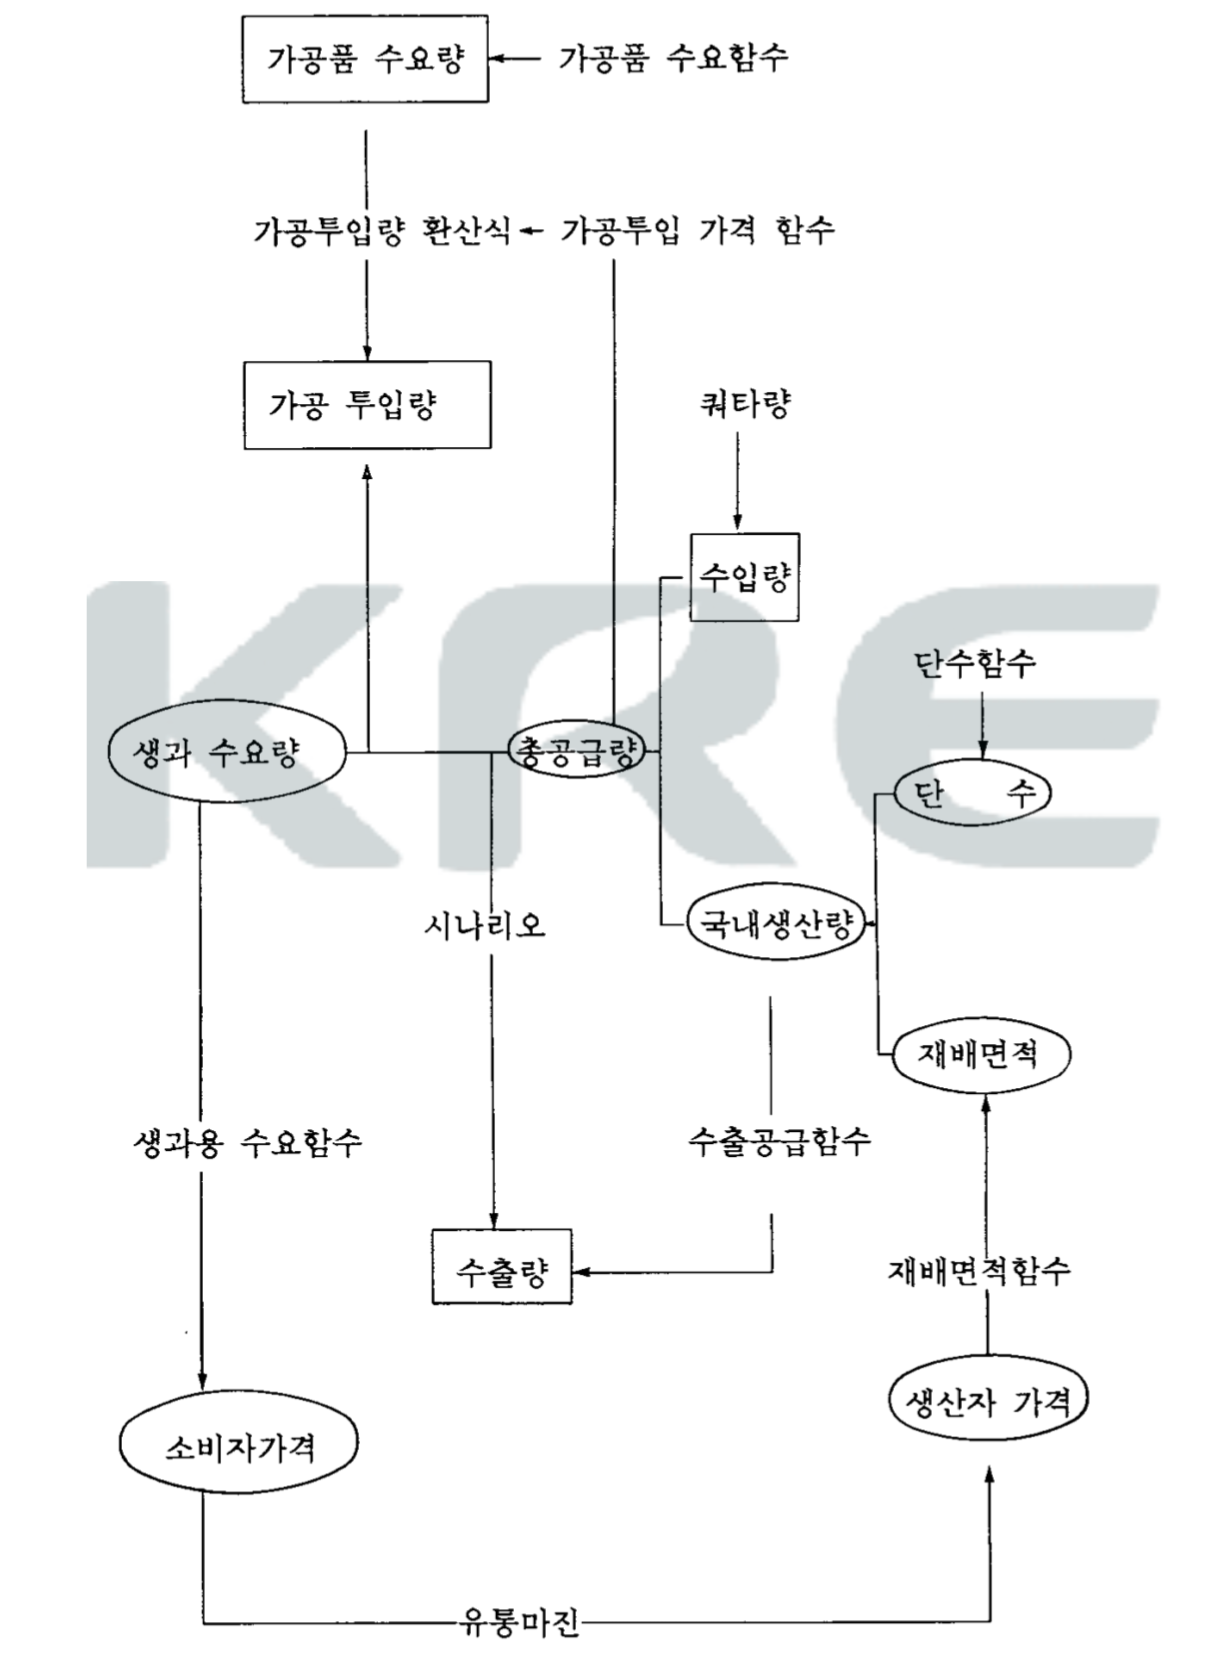 가공품 수요량 가공품 수요함수
가공투입량 환산식 가공투입 가격 함수
가공 투입량
쿼타량
수입량
단수함수
생과 수요량 총공급량
단 수
시나리오
국내생산량
재배면적
생과용 수요함수
수출공급함수
수출량
재배면적함수
생산자 가격
소비자가격
유통마진
KRE